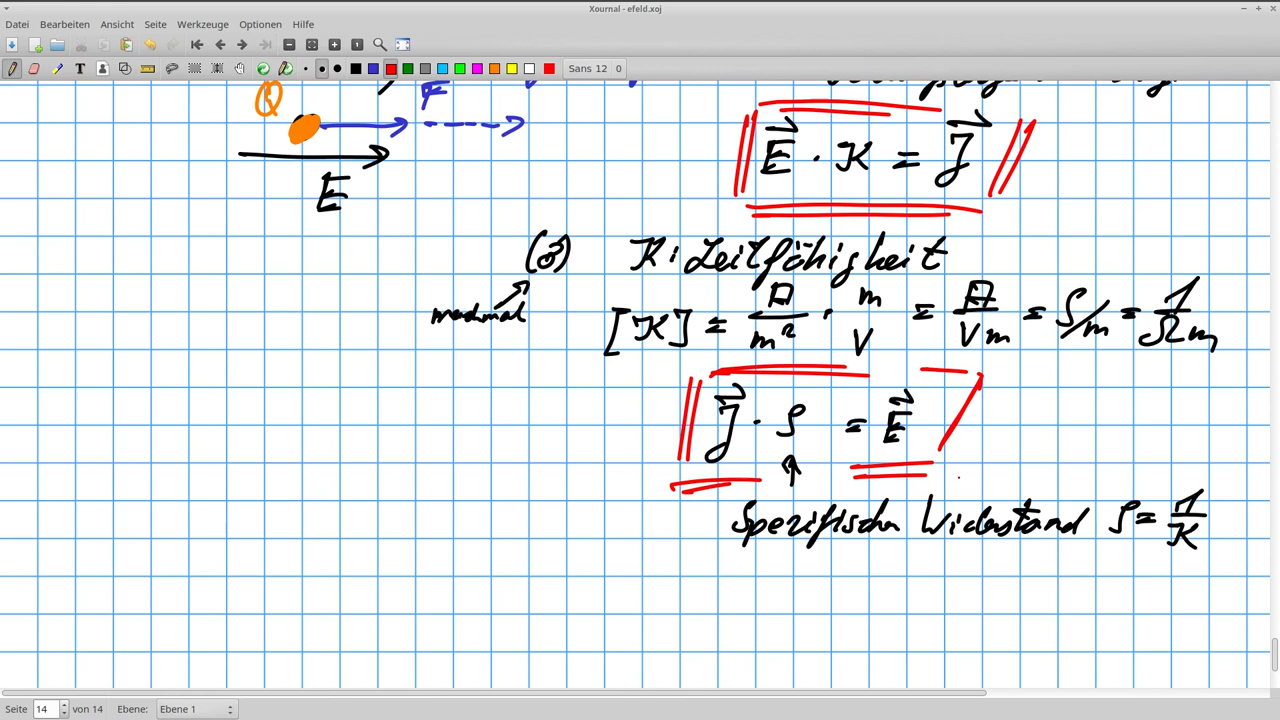 Xournal - efeld.xoj
Datei Bearbeiten Ansicht Seite Werkzeuge Optionen Hilfe
Sans 12 0
Q
F
E
E · K = J
(σ) K: Leitfähigkeit
machmal
[K] = A/m² · m/V = A/Vm = S/m = 1/Ωm
J · ρ = E
Spezifischer Widerstand ρ = 1/K
Seite 14 von 14 Ebene: Ebene 1